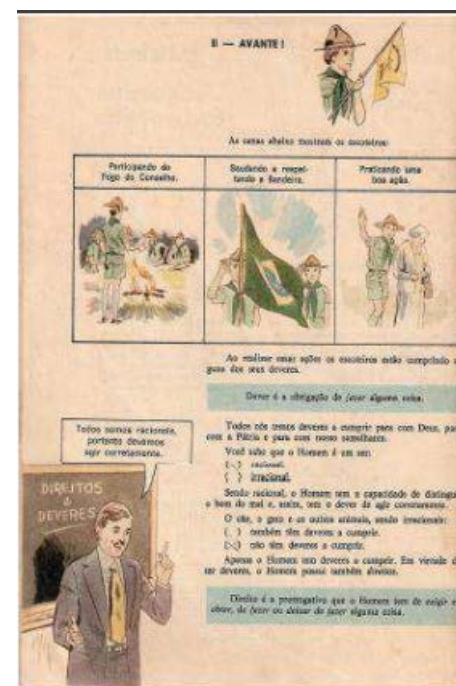 II — AVANTE!
As cenas abaixo mostram os escoteiros:
Participando do
Fogo do Conselho.
Saudando e respei-
tando a Bandeira.
Praticando uma
boa ação.
Ao realizar essas ações os escoteiros estão cumprindo
guns dos seus deveres.
Dever é a obrigação de fazer alguma coisa.
Todos somos racionais,
portanto devemos
agir corretamente.
DIREITOS
e
DEVERES
Todos nós temos deveres a cumprir para com Deus, par
com a Pátria e para com nosso semelhante.
Você sabe que o Homem é um ser:
(X) racional.
( ) irracional.
Sendo racional, o Homem tem a capacidade de distingui
o bem do mal e, assim, tem o dever de agir corretamente.
O cão, o gato e os outros animais, sendo irracionais:
( ) também têm deveres a cumprir.
(X) não têm deveres a cumprir.
Apenas o Homem tem deveres a cumprir. Em virtude d
ter deveres, o Homem possui também direitos.
Direito é a prerrogativa que o Homem tem de exigir e
obter, de fazer ou deixar de fazer alguma coisa.